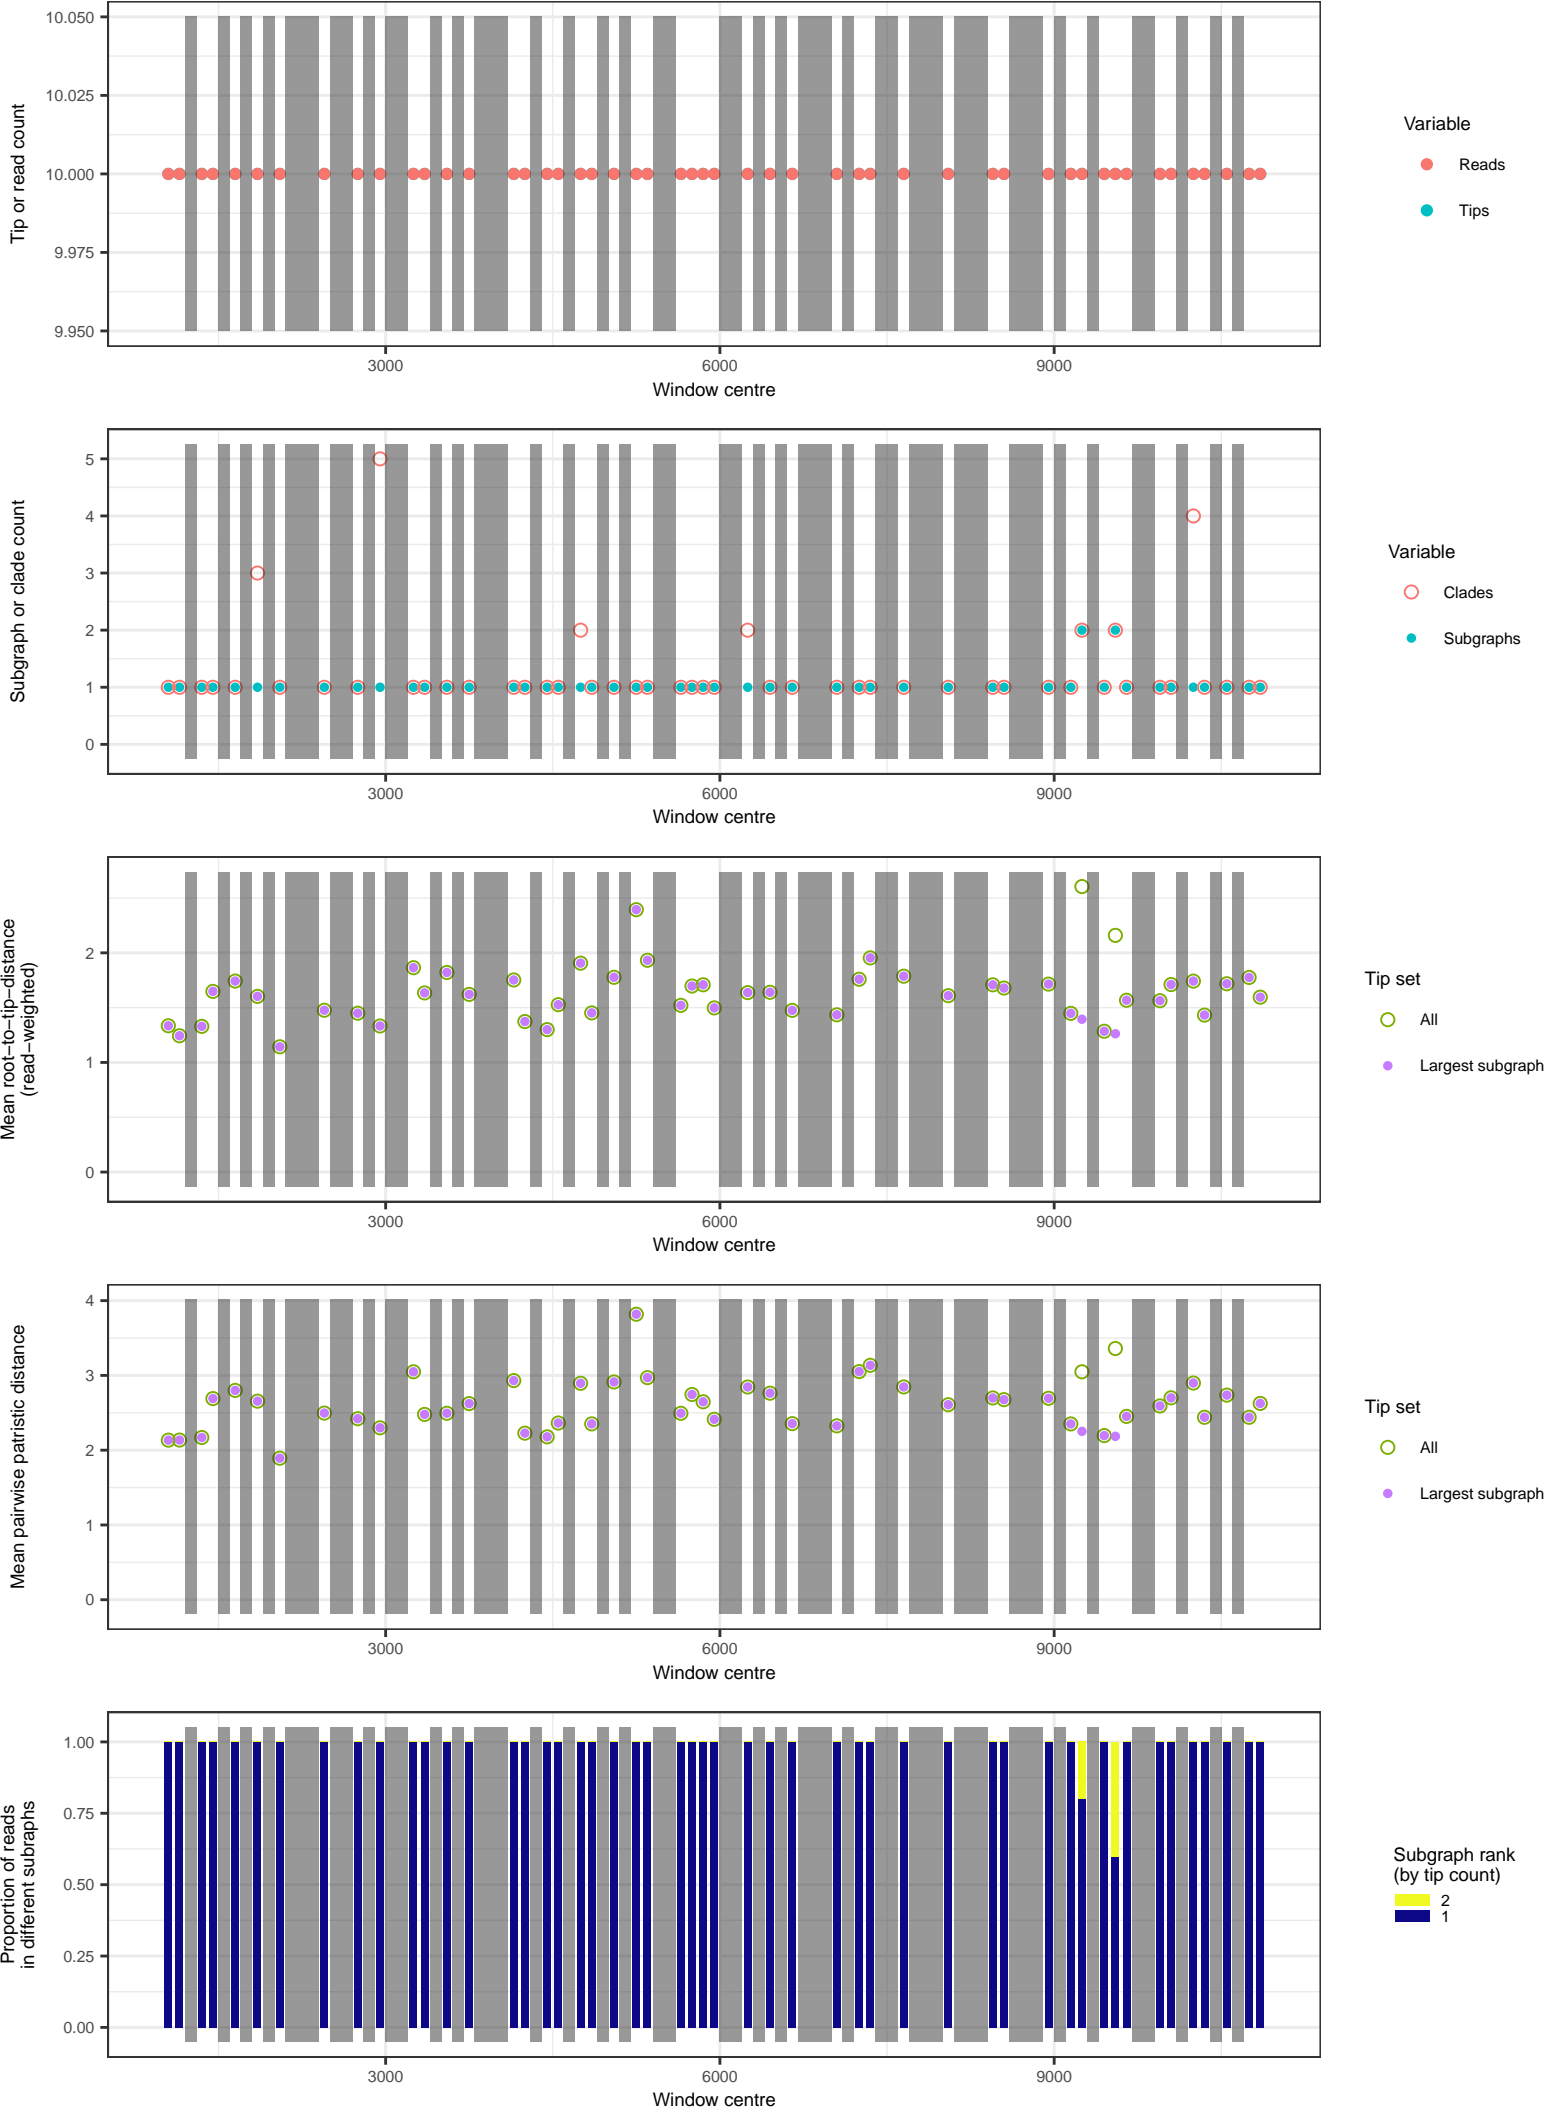 10.050
10.025
10.000
9.975
9.950
Tip or read count
3000
6000
9000
Window centre
Variable
Reads
Tips
5
4
3
2
1
0
Subgraph or clade count
3000
6000
9000
Window centre
Variable
Clades
Subgraphs
2
1
0
Mean root−to−tip−distance
(read−weighted)
3000
6000
9000
Window centre
Tip set
All
Largest subgraph
4
3
2
1
0
Mean pairwise patristic distance
3000
6000
9000
Window centre
Tip set
All
Largest subgraph
1.00
0.75
0.50
0.25
0.00
Proportion of reads
in different subraphs
3000
6000
9000
Window centre
Subgraph rank
(by tip count)
2
1